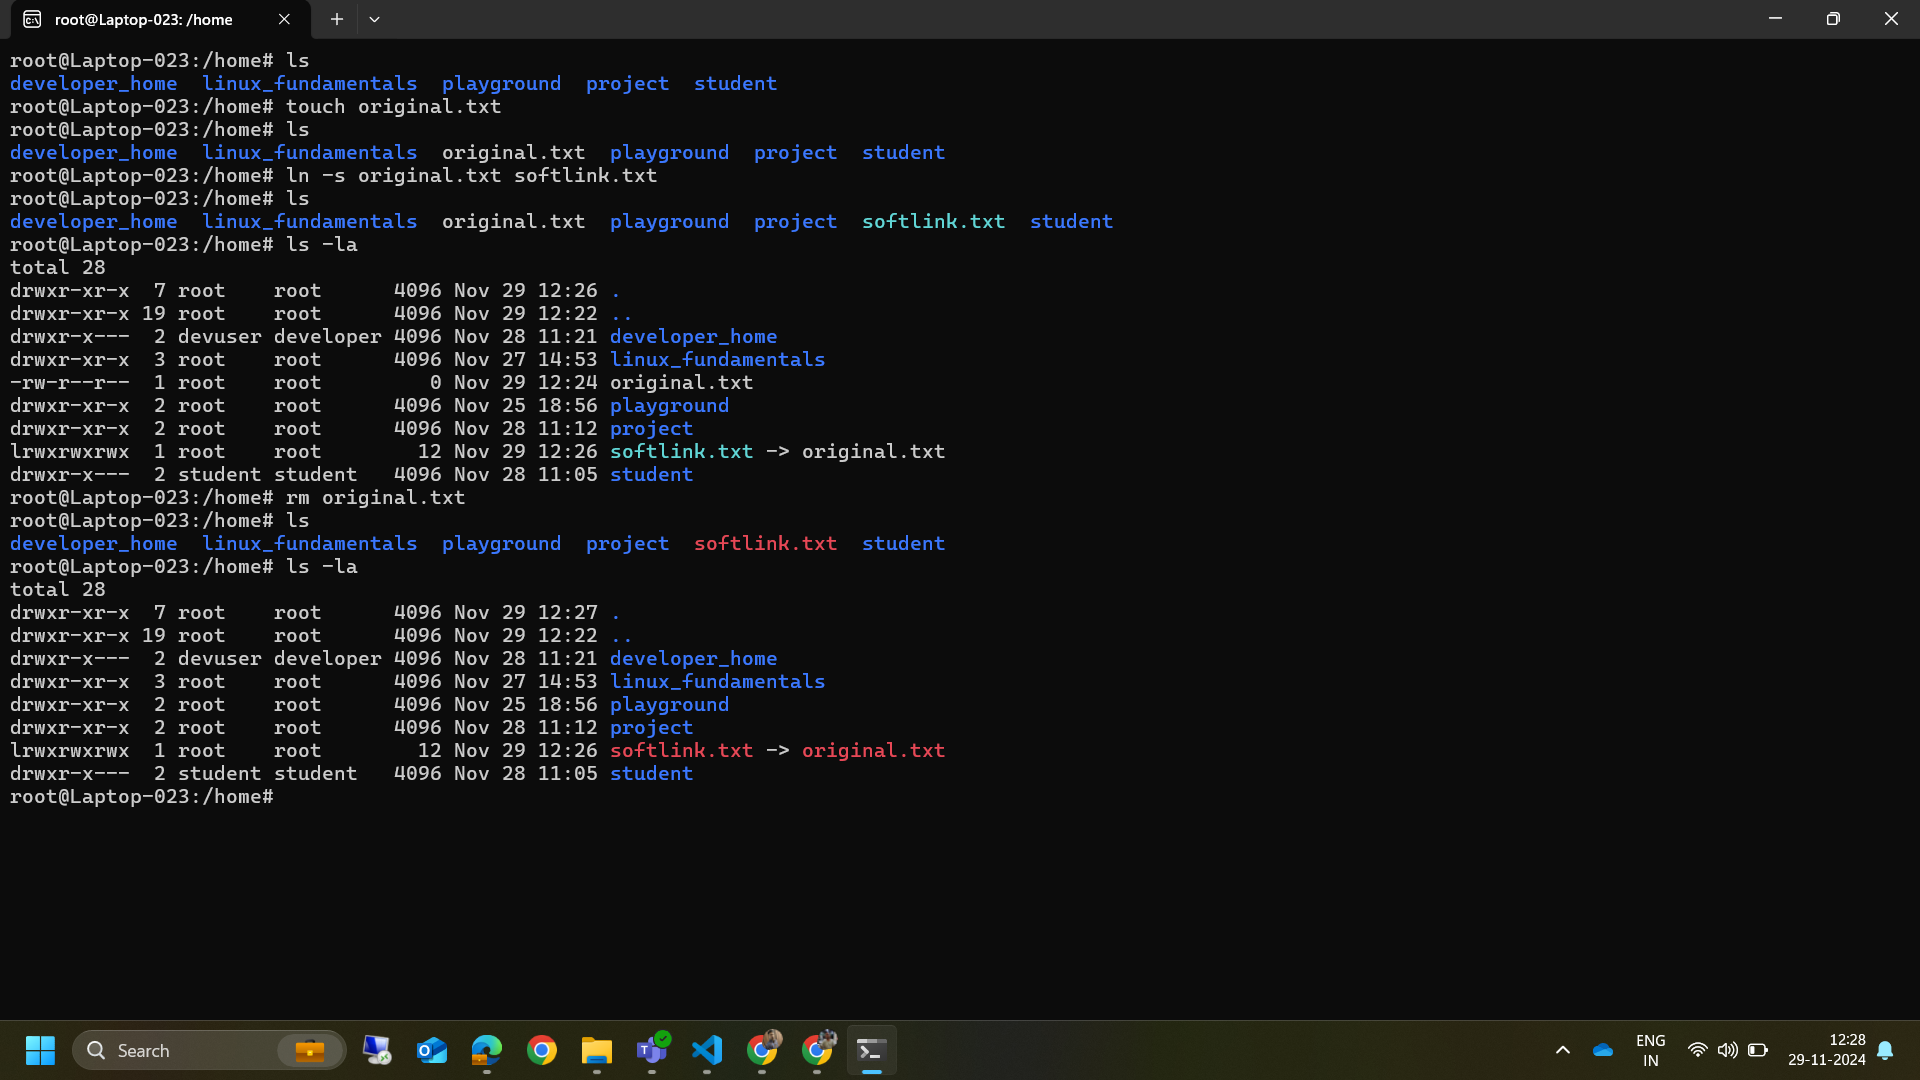 root@Laptop-023: /home
root@Laptop-023:/home# ls
developer_home  linux_fundamentals  playground  project  student
root@Laptop-023:/home# touch original.txt
root@Laptop-023:/home# ls
developer_home  linux_fundamentals  original.txt  playground  project  student
root@Laptop-023:/home# ln -s original.txt softlink.txt
root@Laptop-023:/home# ls
developer_home  linux_fundamentals  original.txt  playground  project  softlink.txt  student
root@Laptop-023:/home# ls -la
total 28
drwxr-xr-x  7 root    root      4096 Nov 29 12:26 .
drwxr-xr-x 19 root    root      4096 Nov 29 12:22 ..
drwxr-x---  2 devuser developer 4096 Nov 28 11:21 developer_home
drwxr-xr-x  3 root    root      4096 Nov 27 14:53 linux_fundamentals
-rw-r--r--  1 root    root         0 Nov 29 12:24 original.txt
drwxr-xr-x  2 root    root      4096 Nov 25 18:56 playground
drwxr-xr-x  2 root    root      4096 Nov 28 11:12 project
lrwxrwxrwx  1 root    root        12 Nov 29 12:26 softlink.txt -> original.txt
drwxr-x---  2 student student   4096 Nov 28 11:05 student
root@Laptop-023:/home# rm original.txt
root@Laptop-023:/home# ls
developer_home  linux_fundamentals  playground  project  softlink.txt  student
root@Laptop-023:/home# ls -la
total 28
drwxr-xr-x  7 root    root      4096 Nov 29 12:27 .
drwxr-xr-x 19 root    root      4096 Nov 29 12:22 ..
drwxr-x---  2 devuser developer 4096 Nov 28 11:21 developer_home
drwxr-xr-x  3 root    root      4096 Nov 27 14:53 linux_fundamentals
drwxr-xr-x  2 root    root      4096 Nov 25 18:56 playground
drwxr-xr-x  2 root    root      4096 Nov 28 11:12 project
lrwxrwxrwx  1 root    root        12 Nov 29 12:26 softlink.txt -> original.txt
drwxr-x---  2 student student   4096 Nov 28 11:05 student
root@Laptop-023:/home#
Search
ENG
IN
12:28
29-11-2024